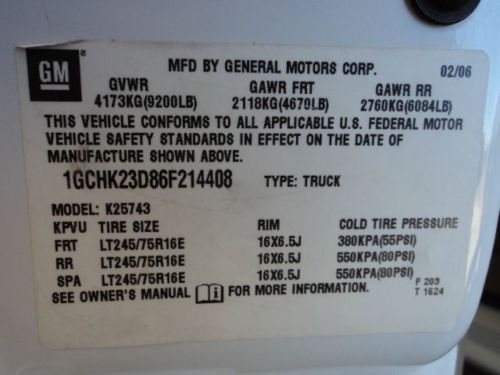 GM
MFD BY GENERAL MOTORS CORP. 02/06
GVWR GAWR FRT GAWR RR
4173KG(9200LB) 2118KG(4670LB) 2760KG(6084LB)
THIS VEHICLE CONFORMS TO ALL APPLICABLE U.S. FEDERAL MOTOR
VEHICLE SAFETY STANDARDS IN EFFECT ON THE DATE OF
MANUFACTURE SHOWN ABOVE.
1GCHK23D86F214408 TYPE: TRUCK
MODEL: K25743
KPVU TIRE SIZE RIM COLD TIRE PRESSURE
FRT LT245/75R16E 16X6.5J 380KPA(55PSI)
RR LT245/75R16E 16X6.5J 550KPA(80PSI)
SPA LT245/75R16E 16X6.5J 550KPA(80PSI)
SEE OWNER'S MANUAL i FOR MORE INFORMATION.
F 203
T 1624